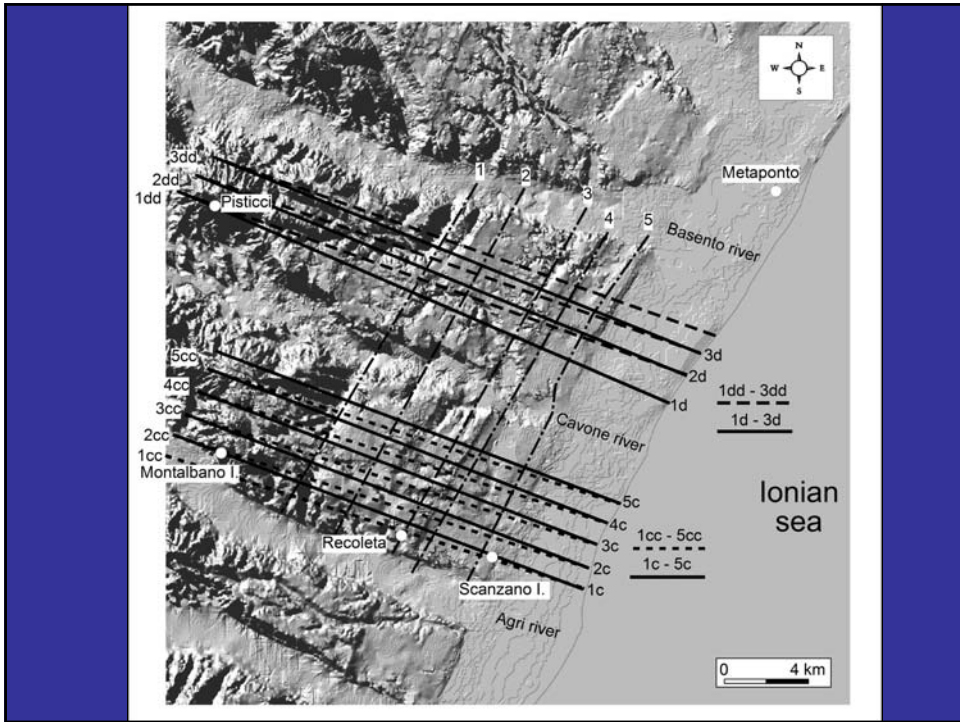 N
W E
S
Metaponto
3dd
2dd
1dd
Pisticci
1
2
3
4
5
Basento river
5cc
4cc
3cc
2cc
1cc
Montalbano I.
3d
2d
1d
1dd - 3dd
1d - 3d
Cavone river
Ionian
sea
5c
4c
3c
2c
1c
1cc - 5cc
1c - 5c
Recoleta
Scanzano I.
Agri river
0 4 km